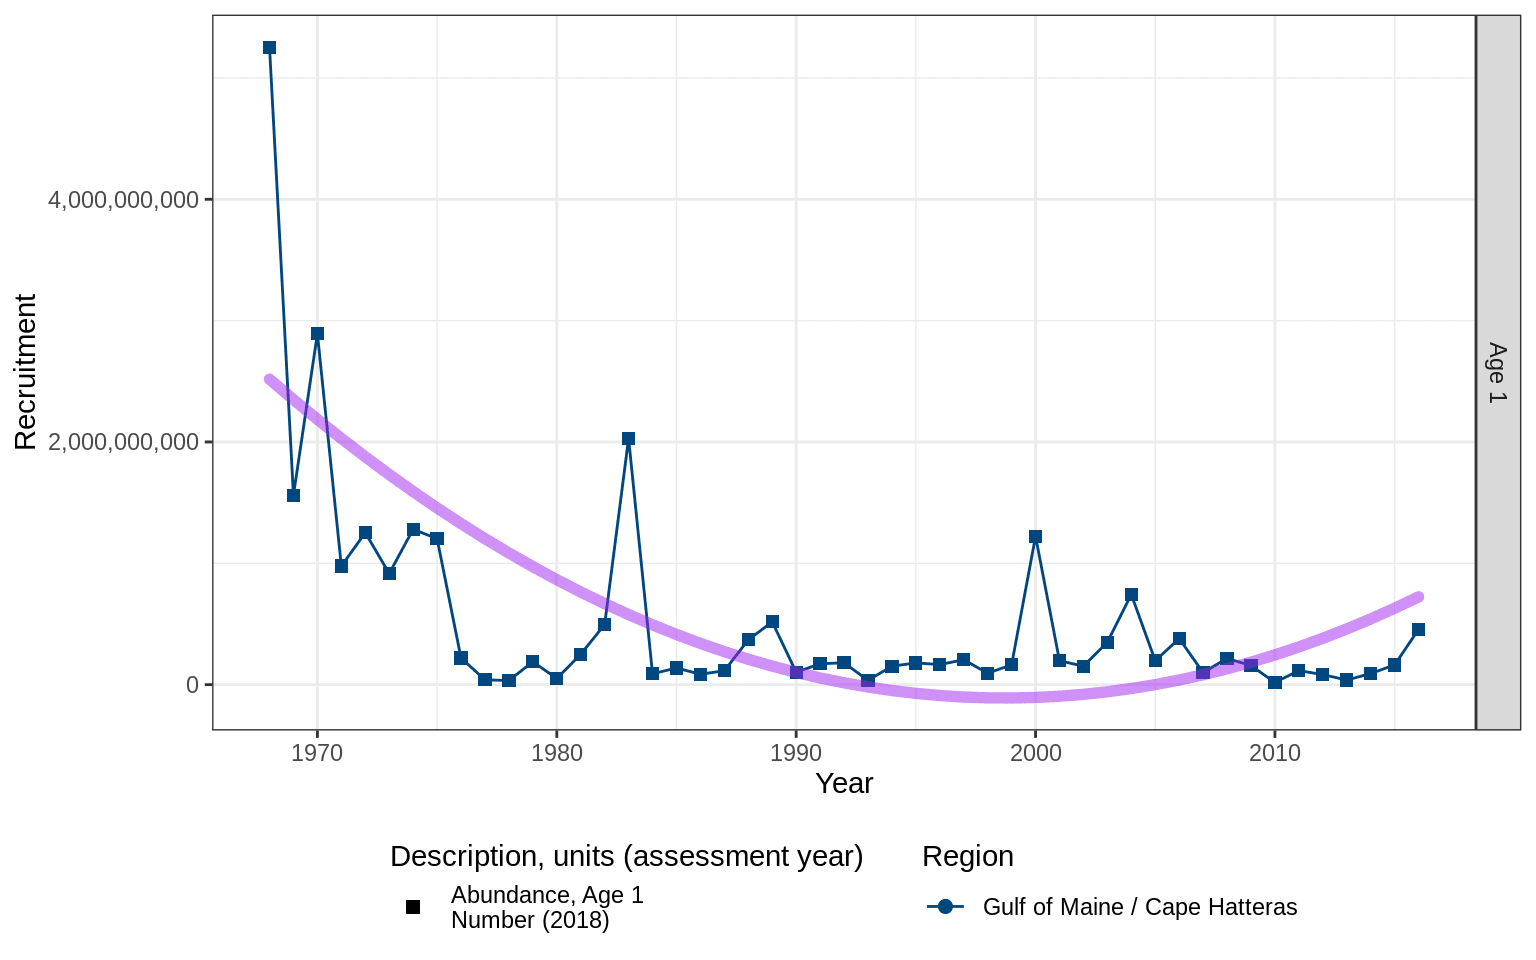 4,000,000,000
2,000,000,000
0
Recruitment
Age 1
1970 1980 1990 2000 2010
Year
Description, units (assessment year)
Abundance, Age 1
Number (2018)
Region
Gulf of Maine / Cape Hatteras